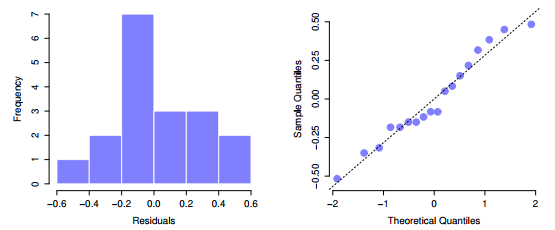 Frequency
7
6
5
4
3
2
1
0
−0.6 −0.4 −0.2 0.0 0.2 0.4 0.6
Residuals
Sample Quantiles
0.50
0.25
0.00
−0.25
−0.50
−2 −1 0 1 2
Theoretical Quantiles